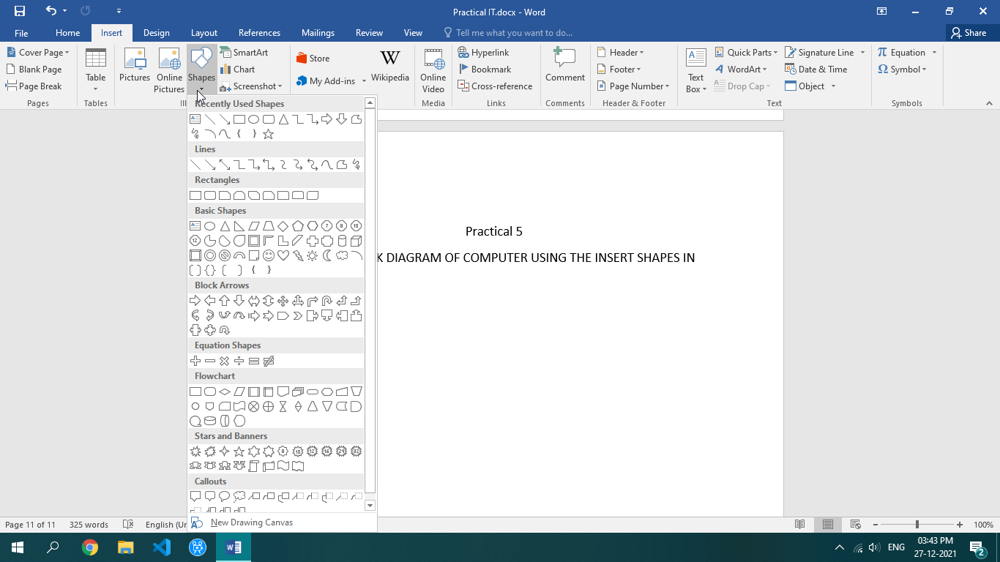 Practical IT.docx - Word
File
Home
Insert
Design
Layout
References
Mailings
Review
View
Tell me what you want to do...
Share
Cover Page
Blank Page
Page Break
Pages
Table
Tables
Pictures
Online
Pictures
Shapes
SmartArt
Chart
Screenshot
Store
My Add-ins
W
Wikipedia
Online
Video
Media
Hyperlink
Bookmark
Cross-reference
Links
Comment
Comments
Header
Footer
Page Number
Header & Footer
Text
Box
Quick Parts
WordArt
Drop Cap
Signature Line
Date & Time
Object
Text
Equation
Symbol
Symbols
Recently Used Shapes
Lines
Rectangles
Basic Shapes
Block Arrows
Equation Shapes
Flowchart
Stars and Banners
Callouts
New Drawing Canvas
Practical 5
K DIAGRAM OF COMPUTER USING THE INSERT SHAPES IN
Page 11 of 11
325 words
English (Un
100%
ENG
03:43 PM
27-12-2021
2